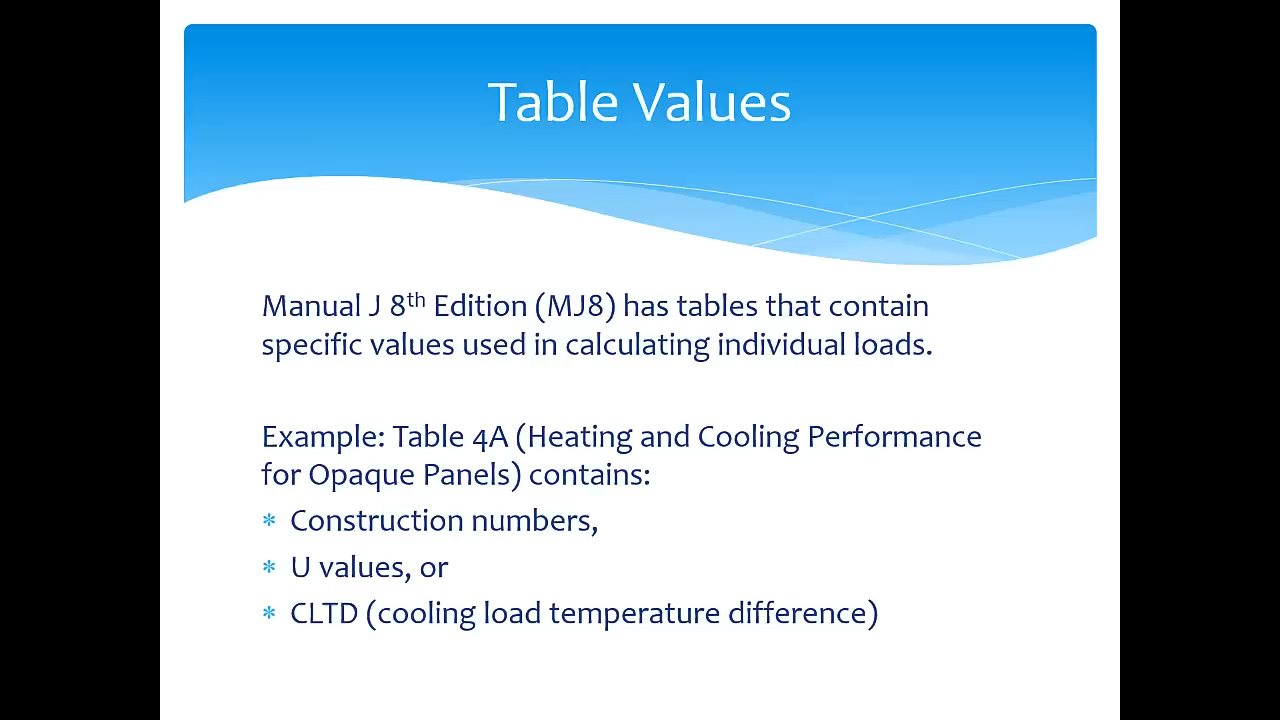 Table Values
Manual J 8th Edition (MJ8) has tables that contain
specific values used in calculating individual loads.
Example: Table 4A (Heating and Cooling Performance
for Opaque Panels) contains:
* Construction numbers,
* U values, or
* CLTD (cooling load temperature difference)